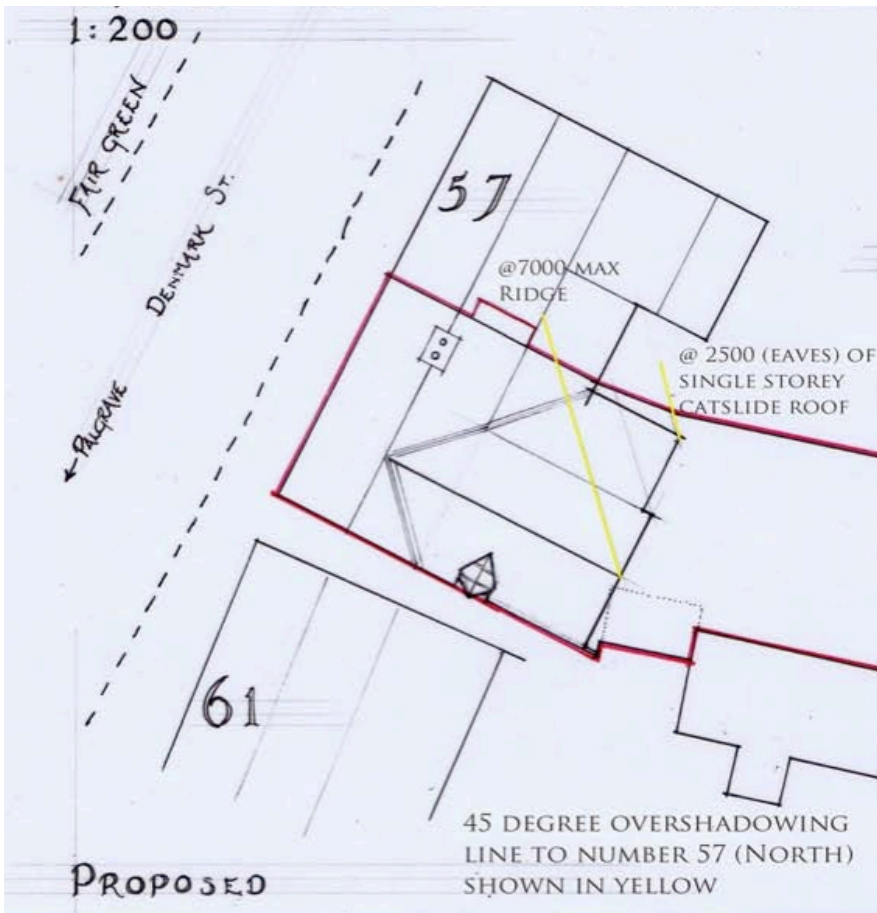 1:200
FAIR GREEN
DENMARK ST.
PALGRAVE
57
@7000 MAX
RIDGE
@ 2500 (EAVES) OF
SINGLE STOREY
CATSLIDE ROOF
61
45 DEGREE OVERSHADOWING
LINE TO NUMBER 57 (NORTH)
SHOWN IN YELLOW
PROPOSED